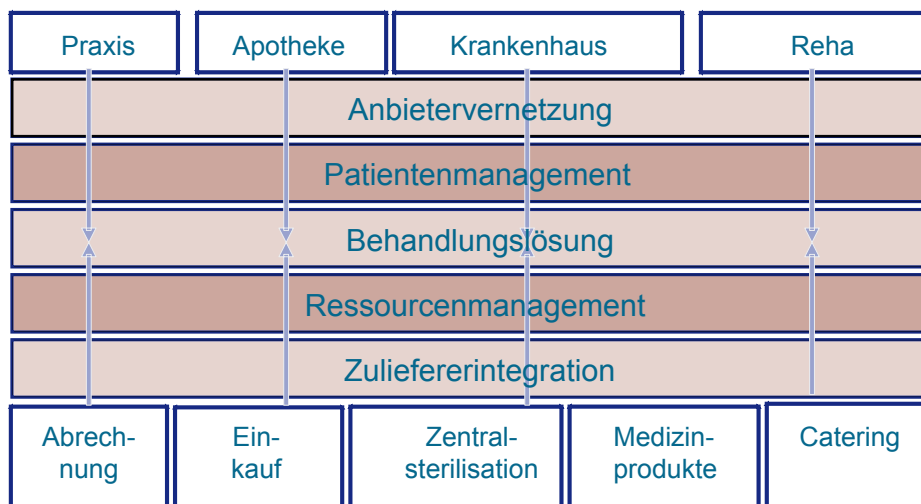 Praxis
Apotheke
Krankenhaus
Reha
Anbietervernetzung
Patientenmanagement
Behandlungslösung
Ressourcenmanagement
Zuliefererintegration
Abrech-
nung
Ein-
kauf
Zentral-
sterilisation
Medizin-
produkte
Catering